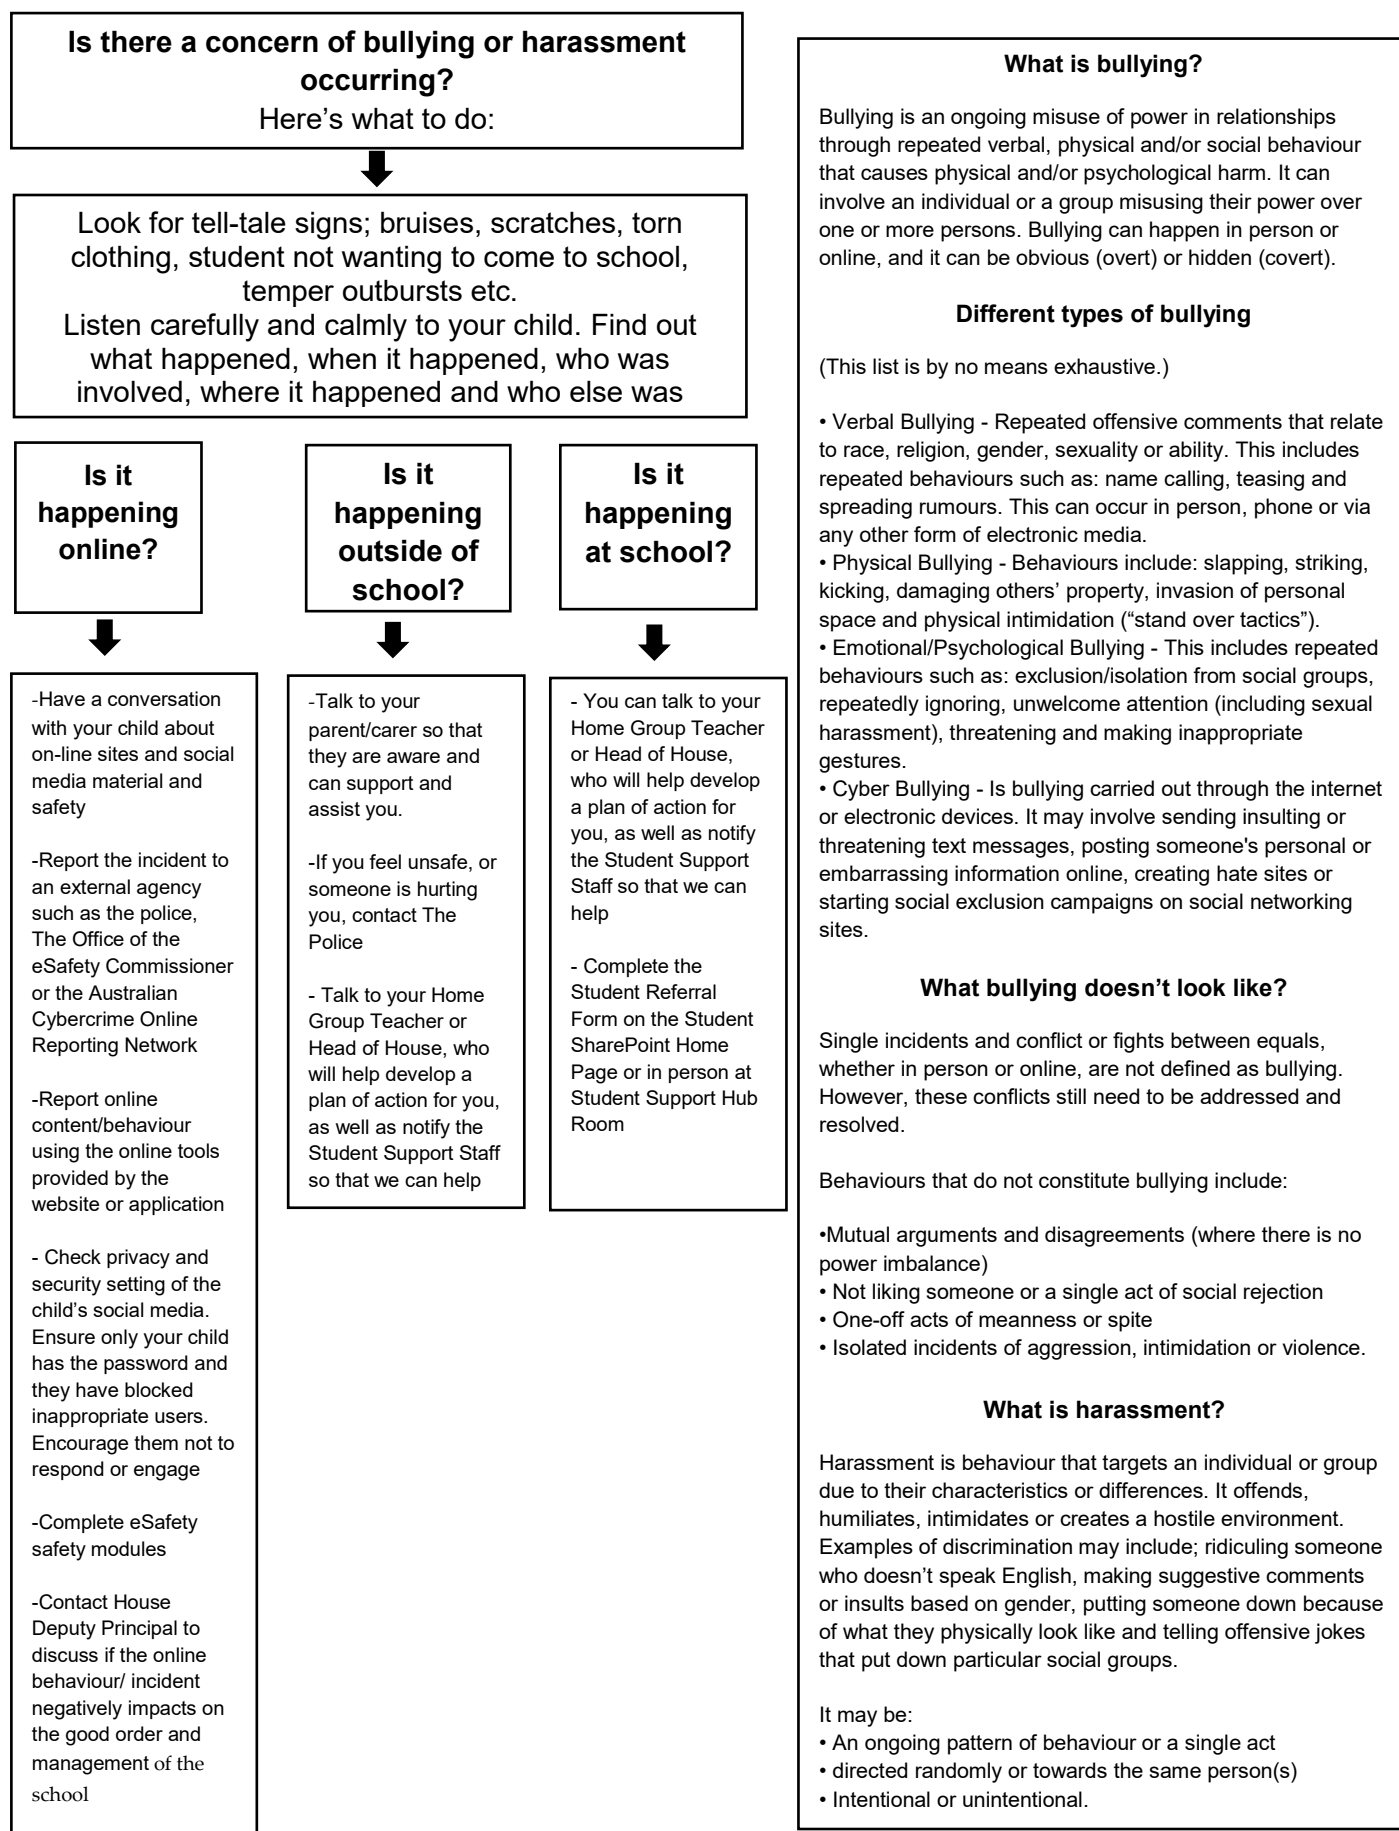 Is there a concern of bullying or harassment
occurring?
Here’s what to do:
Look for tell-tale signs; bruises, scratches, torn
clothing, student not wanting to come to school,
temper outbursts etc.
Listen carefully and calmly to your child. Find out
what happened, when it happened, who was
involved, where it happened and who else was
Is it
happening
online?
-Have a conversation
with your child about
on-line sites and social
media material and
safety
-Report the incident to
an external agency
such as the police,
The Office of the
eSafety Commissioner
or the Australian
Cybercrime Online
Reporting Network
-Report online
content/behaviour
using the online tools
provided by the
website or application
- Check privacy and
security setting of the
child’s social media.
Ensure only your child
has the password and
they have blocked
inappropriate users.
Encourage them not to
respond or engage
-Complete eSafety
safety modules
-Contact House
Deputy Principal to
discuss if the online
behaviour/ incident
negatively impacts on
the good order and
management of the
school
Is it
happening
outside of
school?
-Talk to your
parent/carer so that
they are aware and
can support and
assist you.
-If you feel unsafe, or
someone is hurting
you, contact The
Police
- Talk to your Home
Group Teacher or
Head of House, who
will help develop a
plan of action for you,
as well as notify the
Student Support Staff
so that we can help
Is it
happening
at school?
- You can talk to your
Home Group Teacher
or Head of House,
who will help develop
a plan of action for
you, as well as notify
the Student Support
Staff so that we can
help
- Complete the
Student Referral
Form on the Student
SharePoint Home
Page or in person at
Student Support Hub
Room
What is bullying?
Bullying is an ongoing misuse of power in relationships
through repeated verbal, physical and/or social behaviour
that causes physical and/or psychological harm. It can
involve an individual or a group misusing their power over
one or more persons. Bullying can happen in person or
online, and it can be obvious (overt) or hidden (covert).
Different types of bullying
(This list is by no means exhaustive.)
• Verbal Bullying - Repeated offensive comments that relate
to race, religion, gender, sexuality or ability. This includes
repeated behaviours such as: name calling, teasing and
spreading rumours. This can occur in person, phone or via
any other form of electronic media.
• Physical Bullying - Behaviours include: slapping, striking,
kicking, damaging others’ property, invasion of personal
space and physical intimidation (“stand over tactics”).
• Emotional/Psychological Bullying - This includes repeated
behaviours such as: exclusion/isolation from social groups,
repeatedly ignoring, unwelcome attention (including sexual
harassment), threatening and making inappropriate
gestures.
• Cyber Bullying - Is bullying carried out through the internet
or electronic devices. It may involve sending insulting or
threatening text messages, posting someone's personal or
embarrassing information online, creating hate sites or
starting social exclusion campaigns on social networking
sites.
What bullying doesn’t look like?
Single incidents and conflict or fights between equals,
whether in person or online, are not defined as bullying.
However, these conflicts still need to be addressed and
resolved.
Behaviours that do not constitute bullying include:
•Mutual arguments and disagreements (where there is no
power imbalance)
• Not liking someone or a single act of social rejection
• One-off acts of meanness or spite
• Isolated incidents of aggression, intimidation or violence.
What is harassment?
Harassment is behaviour that targets an individual or group
due to their characteristics or differences. It offends,
humiliates, intimidates or creates a hostile environment.
Examples of discrimination may include; ridiculing someone
who doesn’t speak English, making suggestive comments
or insults based on gender, putting someone down because
of what they physically look like and telling offensive jokes
that put down particular social groups.
It may be:
• An ongoing pattern of behaviour or a single act
• directed randomly or towards the same person(s)
• Intentional or unintentional.